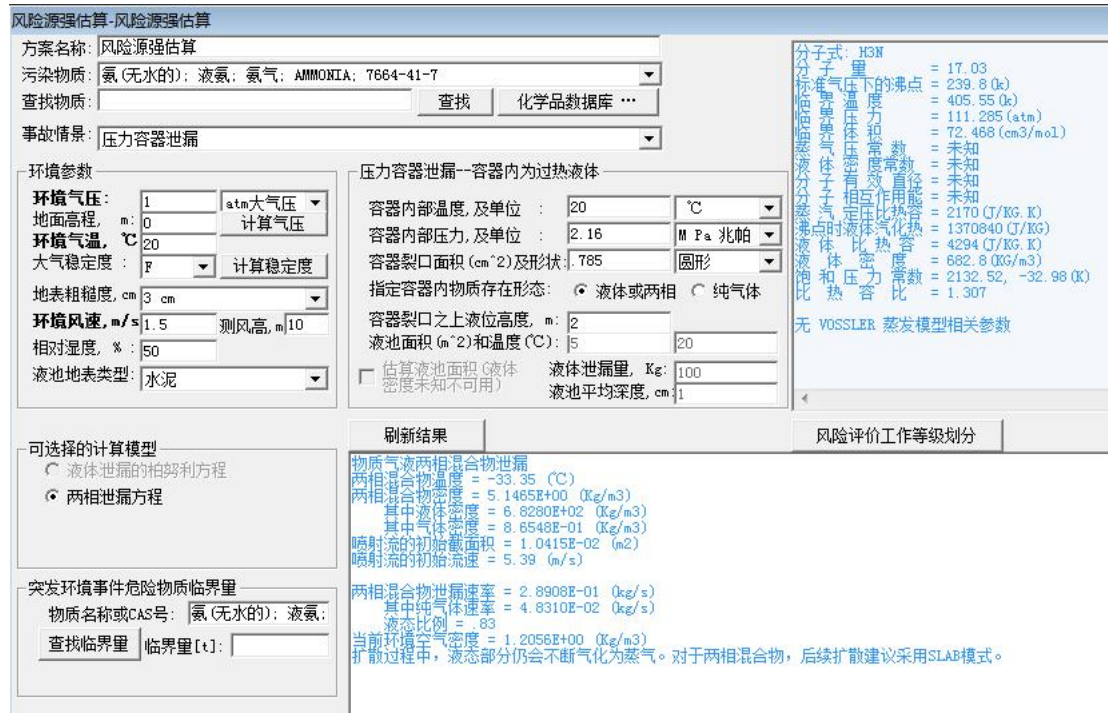 风险源强估算-风险源强估算
方案名称: 风险源强估算
污染物质: 氨(无水的); 液氨; 氨气; AMMONIA; 7664-41-7
查找物质: 查找 化学品数据库 …
事故情景: 压力容器泄漏
环境参数
环境气压: 1 atm大气压
地面高程, m: 0 计算气压
环境气温, ℃ 20
大气稳定度 : F 计算稳定度
地表粗糙度, cm 3 cm
环境风速, m/s 1.5 测风高, m 10
相对湿度, % : 50
液池地表类型: 水泥
压力容器泄漏--容器内为过热液体
容器内部温度,及单位 : 20 ℃
容器内部压力,及单位 : 2.16 M Pa 兆帕
容器裂口面积(cm^2)及形状: .785 圆形
指定容器内物质存在形态: 液体或两相 纯气体
容器裂口之上液位高度, m: 2
液池面积(m^2)和温度(℃): 5 20
估算液池面积(液体密度未知不可用)
液体泄漏量, Kg: 100
液池平均深度, cm: 1
分子式: H3N
分 子 量 = 17.03
标准气压下的沸点 = 239.8(k)
临 界 温 度 = 405.55(k)
临 界 压 力 = 111.285(atm)
临 界 体 积 = 72.468(cm3/mol)
蒸 气 压 常 数 = 未知
液 体 密 度常数 = 未知
分 子 有 效 直径 = 未知
分 子 相互作用能 = 未知
蒸 汽 定压比热容 = 2170(J/KG.K)
沸点时液体汽化热 = 1370840(J/KG)
液 体 比 热 容 = 4294(J/KG.K)
液 体 密 度 = 682.8(KG/m3)
饱 和 压 力 常数 = 2132.52, -32.98(K)
比 热 容 比 = 1.307
无 VOSSLER 蒸发模型相关参数
可选择的计算模型
液体泄漏的柏努利方程
两相泄漏方程
突发环境事件危险物质临界量
物质名称或CAS号: 氨(无水的); 液氨;
查找临界量 临界量[t]:
刷新结果
风险评价工作等级划分
物质气液两相混合物泄漏
两相混合物温度 = -33.35 (℃)
两相混合物密度 = 5.1465E+00 (Kg/m3)
其中液体密度 = 6.8280E+02 (Kg/m3)
其中气体密度 = 8.6548E-01 (Kg/m3)
喷射流的初始截面积 = 1.0415E-02 (m2)
喷射流的初始流速 = 5.39 (m/s)
两相混合物泄漏速率 = 2.8908E-01 (kg/s)
其中纯气体速率 = 4.8310E-02 (kg/s)
液态比例 = .83
当前环境空气密度 = 1.2056E+00 (Kg/m3)
扩散过程中，液态部分仍会不断气化为蒸气。对于两相混合物，后续扩散建议采用SLAB模式。